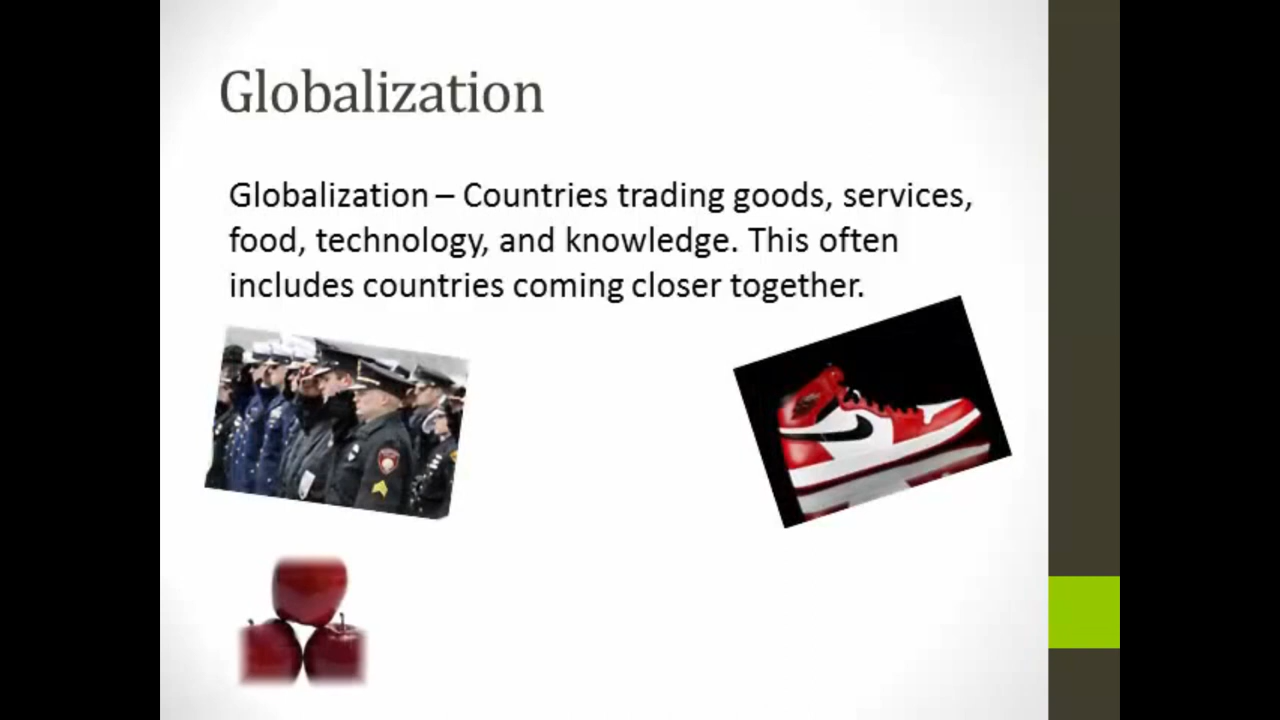 Globalization
Globalization – Countries trading goods, services,
food, technology, and knowledge. This often
includes countries coming closer together.